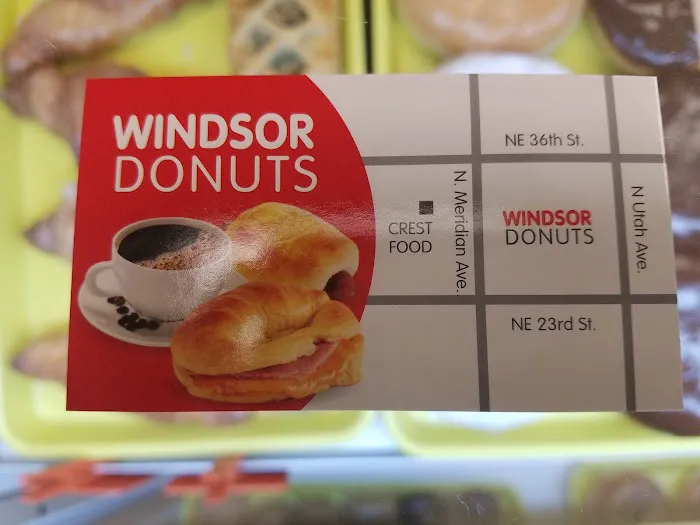 WINDSOR
DONUTS
NE 36th St.
N. Meridian Ave..
CREST
FOOD
WINDSOR
DONUTS
N Utah Ave.
NE 23rd St.